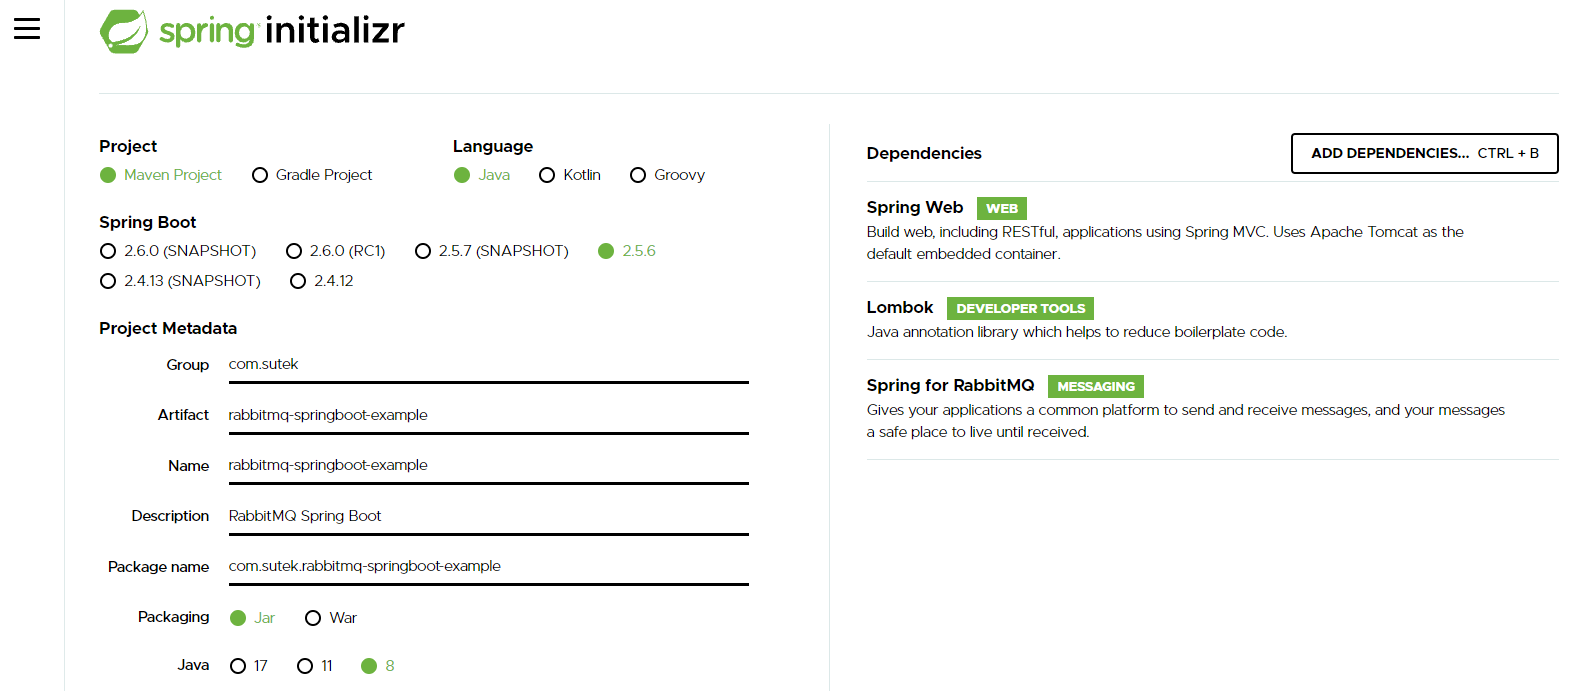 spring initializr
Project
Maven Project Gradle Project
Language
Java Kotlin Groovy
Spring Boot
2.6.0 (SNAPSHOT) 2.6.0 (RC1) 2.5.7 (SNAPSHOT) 2.5.6
2.4.13 (SNAPSHOT) 2.4.12
Project Metadata
Group com.sutek
Artifact rabbitmq-springboot-example
Name rabbitmq-springboot-example
Description RabbitMQ Spring Boot
Package name com.sutek.rabbitmq-springboot-example
Packaging Jar War
Java 17 11 8
Dependencies ADD DEPENDENCIES... CTRL + B
Spring Web WEB
Build web, including RESTful, applications using Spring MVC. Uses Apache Tomcat as the
default embedded container.
Lombok DEVELOPER TOOLS
Java annotation library which helps to reduce boilerplate code.
Spring for RabbitMQ MESSAGING
Gives your applications a common platform to send and receive messages, and your messages
a safe place to live until received.